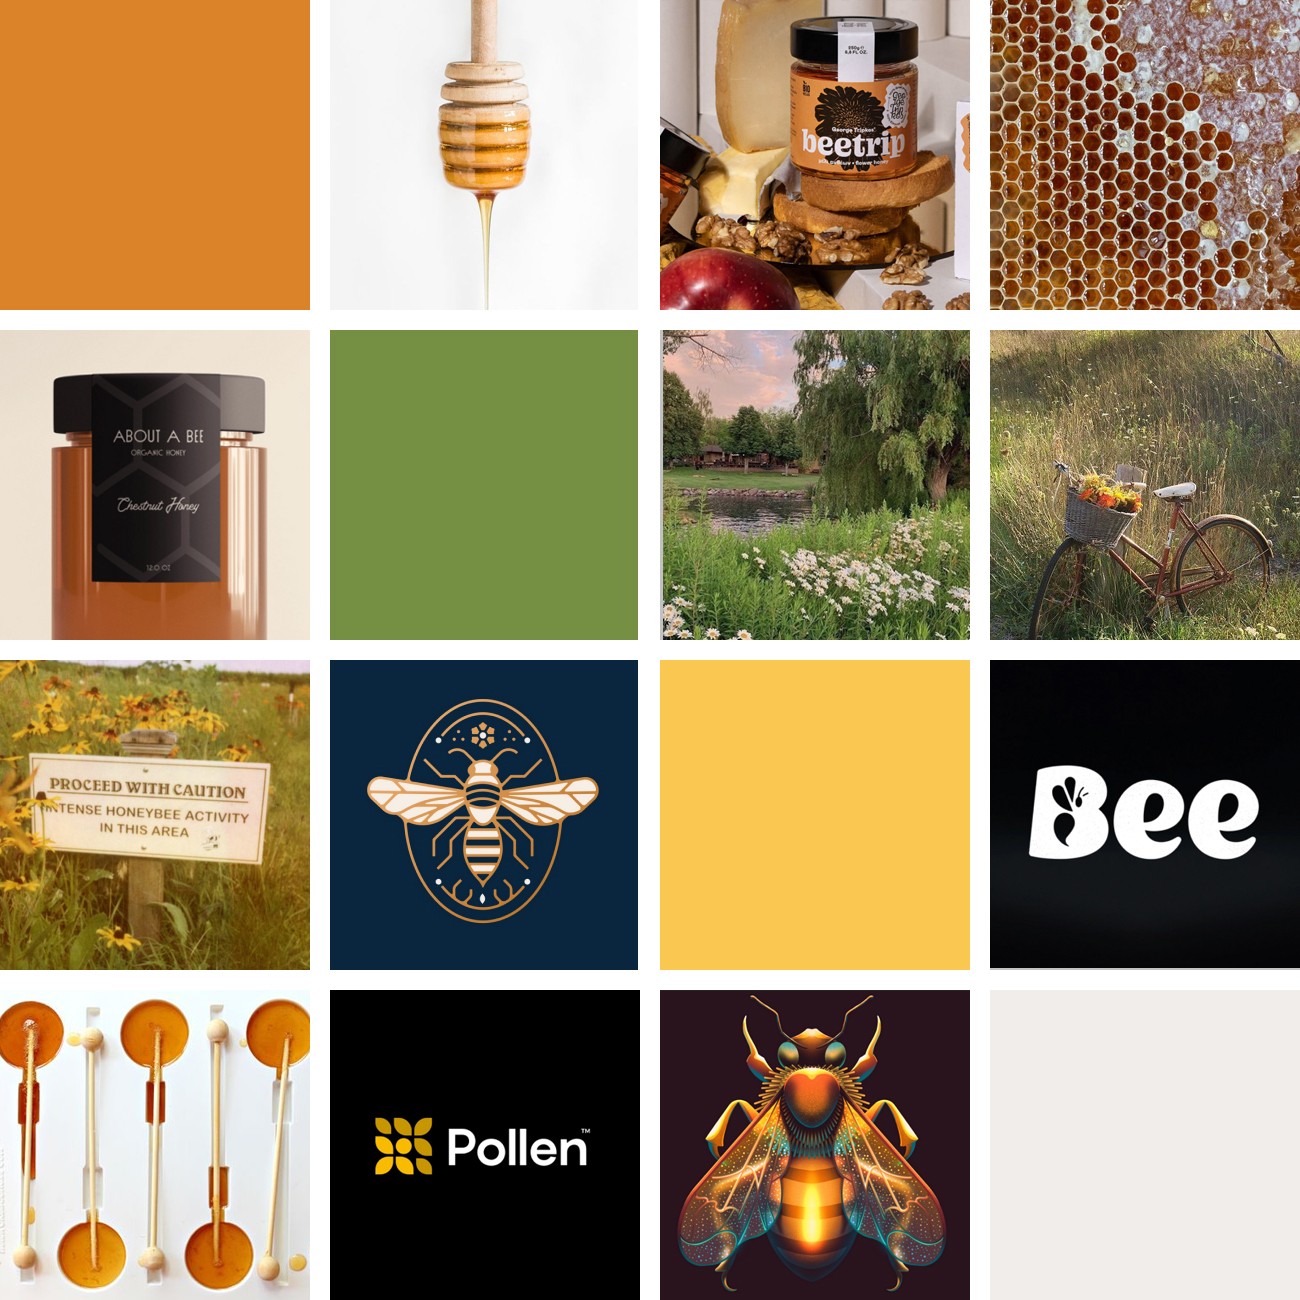 250g ℮
8,8 FL OZ.
BIO
George Tripkos'
beetrip
flower honey
ABOUT A BEE
ORGANIC HONEY
Chestnut Honey
12.0 OZ
PROCEED WITH CAUTION
INTENSE HONEYBEE ACTIVITY
IN THIS AREA
Bee
Pollen™